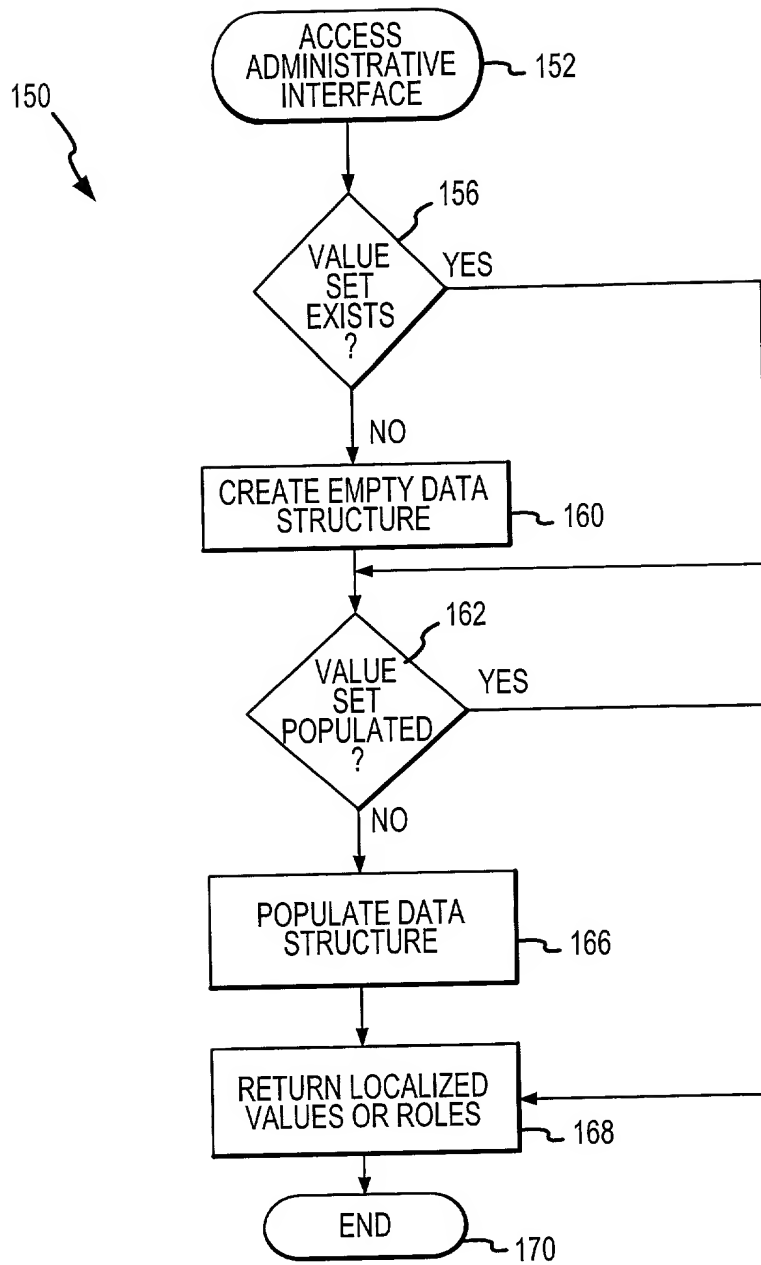 ACCESS
ADMINISTRATIVE
INTERFACE
152
150
156
VALUE
SET
EXISTS
?
YES
NO
CREATE EMPTY DATA
STRUCTURE
160
162
VALUE
SET
POPULATED
?
YES
NO
POPULATE DATA
STRUCTURE
166
RETURN LOCALIZED
VALUES OR ROLES
168
END
170